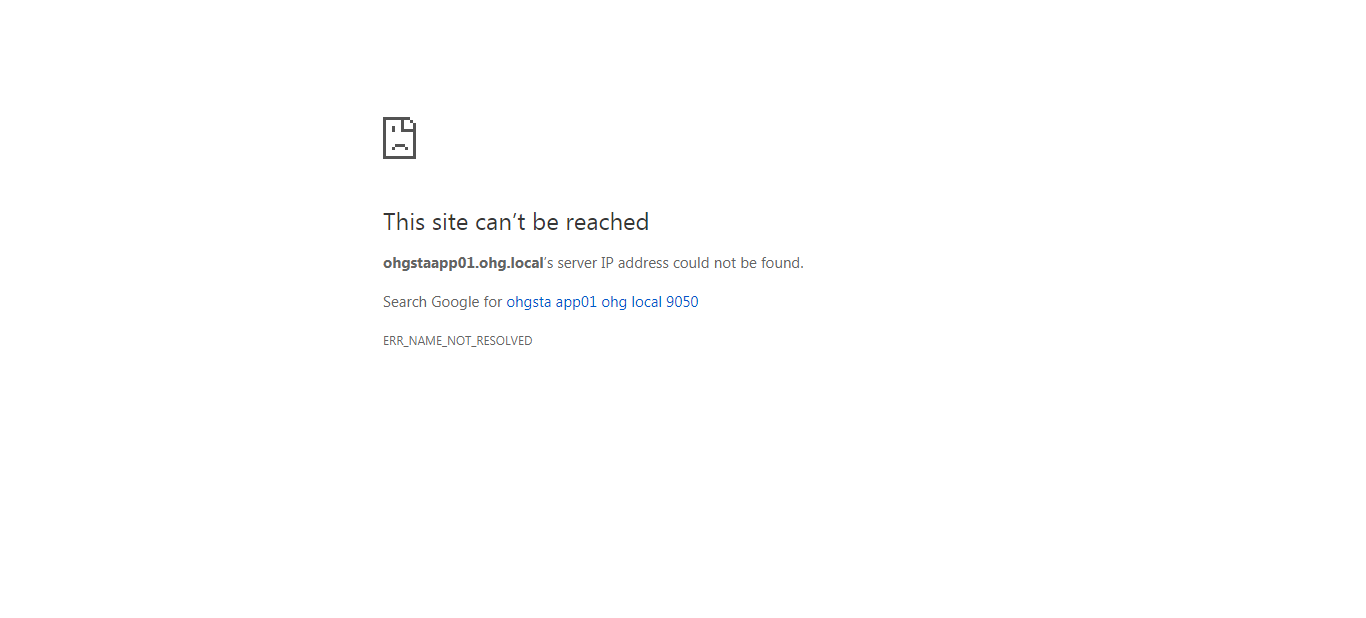 This site can’t be reached
ohgstaapp01.ohg.local’s server IP address could not be found.
Search Google for ohgsta app01 ohg local 9050
ERR_NAME_NOT_RESOLVED